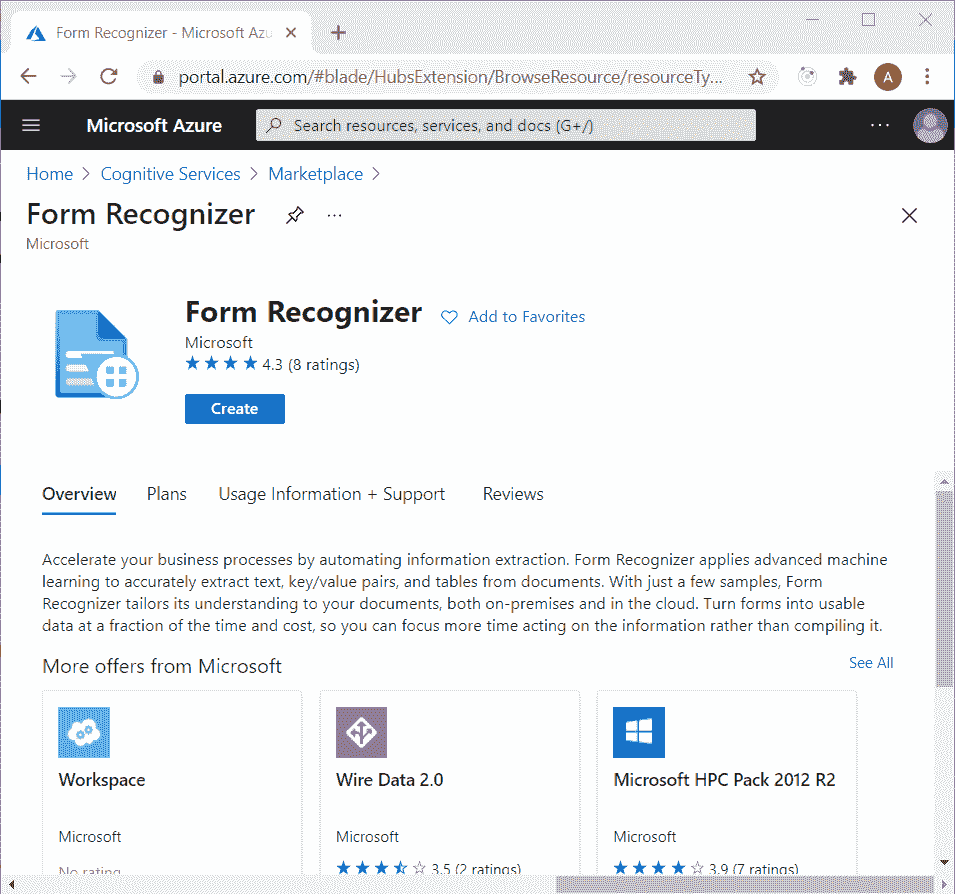 Form Recognizer - Microsoft Azu
portal.azure.com/#blade/HubsExtension/BrowseResource/resourceTy...
A
Microsoft Azure
Search resources, services, and docs (G+/)
Home > Cognitive Services > Marketplace >
Form Recognizer
Microsoft
Form Recognizer
Add to Favorites
Microsoft
4.3 (8 ratings)
Create
Overview Plans Usage Information + Support Reviews
Accelerate your business processes by automating information extraction. Form Recognizer applies advanced machine
learning to accurately extract text, key/value pairs, and tables from documents. With just a few samples, Form
Recognizer tailors its understanding to your documents, both on-premises and in the cloud. Turn forms into usable
data at a fraction of the time and cost, so you can focus more time acting on the information rather than compiling it.
More offers from Microsoft
See All
Workspace
Microsoft
No rating
Wire Data 2.0
Microsoft
3.5 (2 ratings)
Microsoft HPC Pack 2012 R2
Microsoft
3.9 (7 ratings)